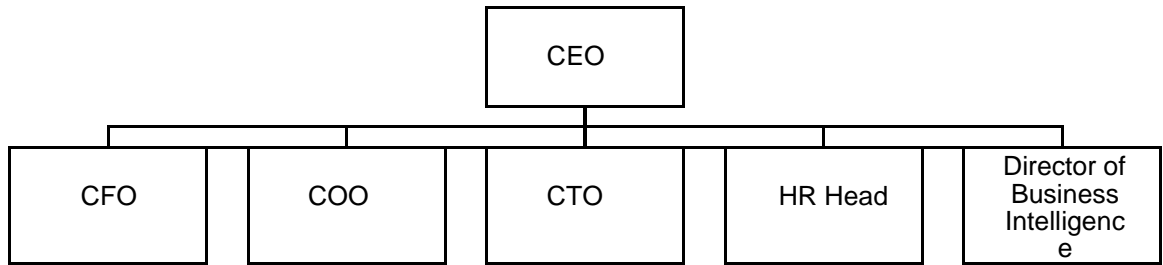 CEO
CFO
COO
CTO
HR Head
Director of
Business
Intelligenc
e